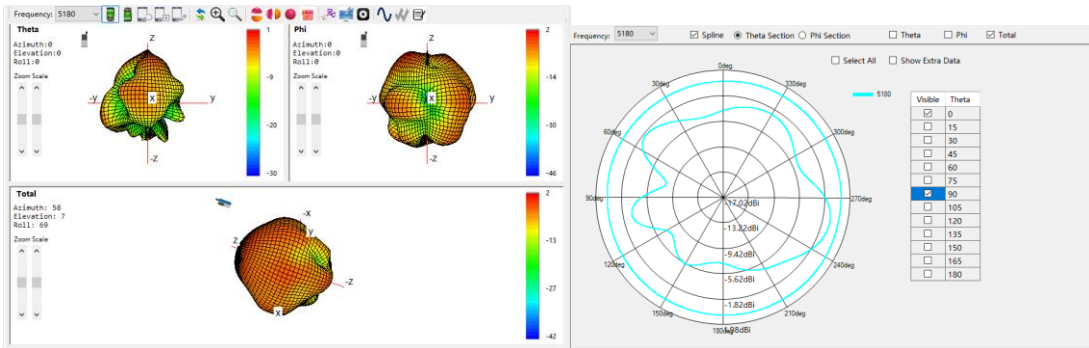 Frequency: 5180
Theta
Azimuth:0
Elevation:0
Roll:0
Zoom Scale
z
-y
x
y
-z
1
-9
-20
-30
Phi
Azimuth:0
Elevation:0
Roll:0
Zoom Scale
z
-y
x
y
-z
2
-14
-30
-46
Total
Azimuth: 58
Elevation: 7
Roll: 69
Zoom Scale
-x
y
z
-z
x
2
-13
-27
-42
Frequency: 5180 Spline Theta Section Phi Section Theta Phi Total
Select All Show Extra Data
0deg
30deg
330deg
60deg
300deg
90deg
270deg
120deg
240deg
150deg
210deg
180deg
-17.02dBi
-13.22dBi
-9.42dBi
-5.62dBi
-1.82dBi
1.98dBi
5180
Visible Theta
0
15
30
45
60
75
90
105
120
135
150
165
180